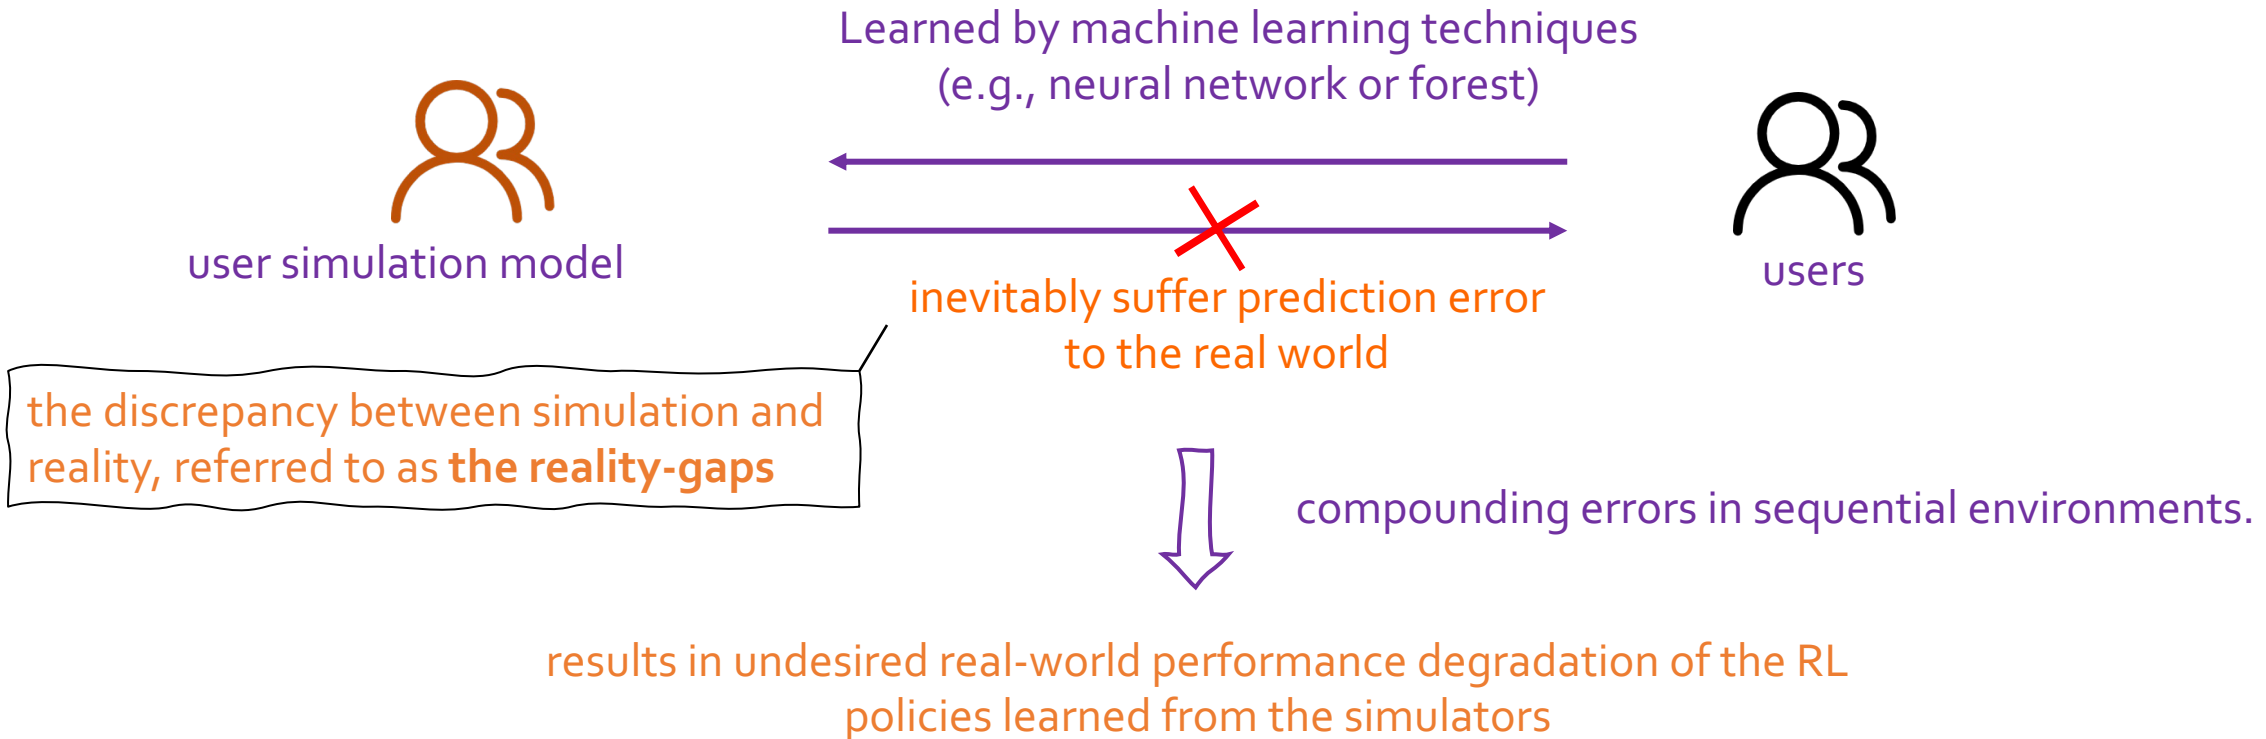 Learned by machine learning techniques
(e.g., neural network or forest)
user simulation model
users
inevitably suffer prediction error
to the real world
the discrepancy between simulation and
reality, referred to as the reality-gaps
compounding errors in sequential environments.
results in undesired real-world performance degradation of the RL
policies learned from the simulators